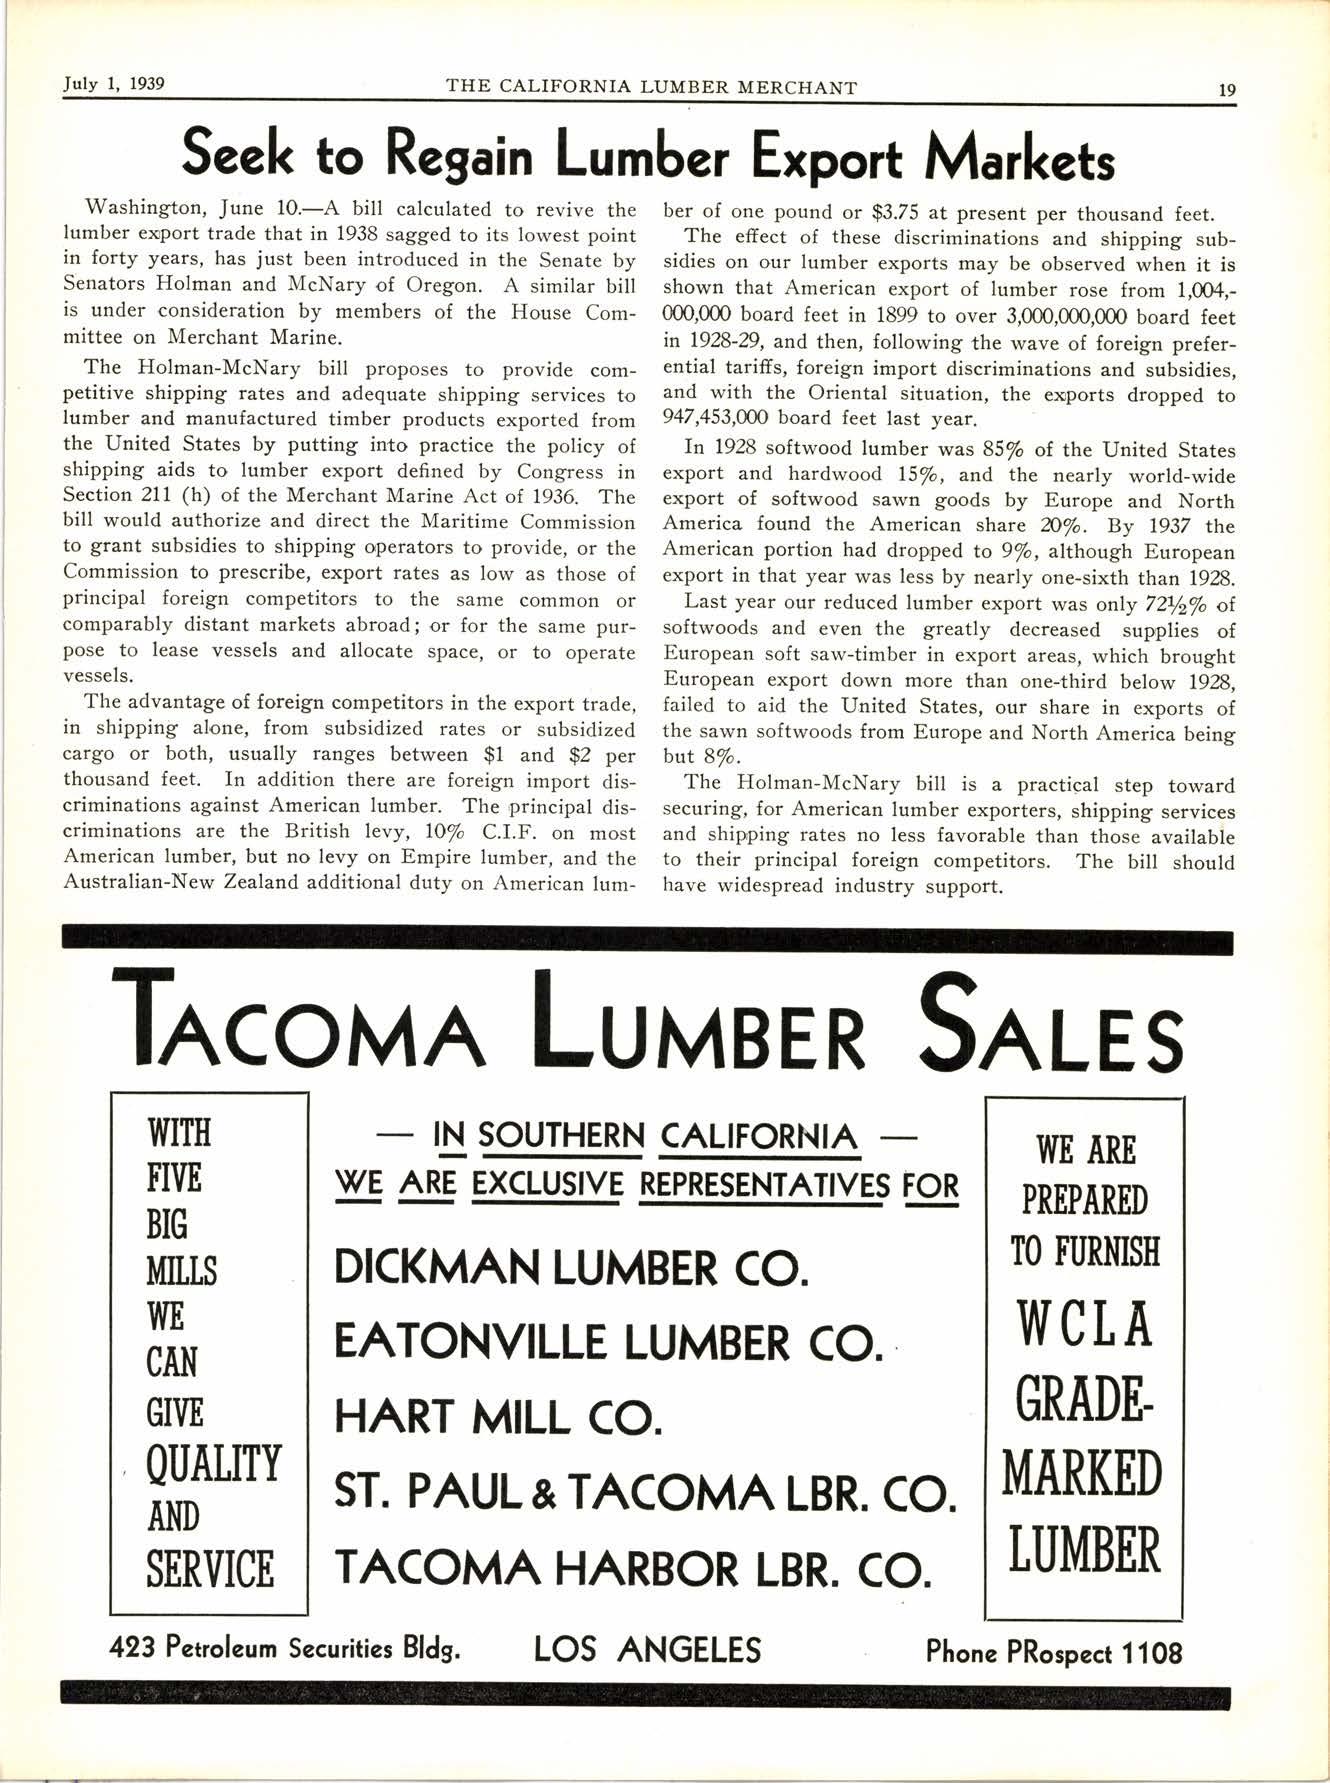 July 1, 1939
THE CALIFORNIA LUMBER MERCHANT
19
Seek to Regain Lumber Export Markets
Washington, June 10.—A bill calculated to revive the
lumber export trade that in 1938 sagged to its lowest point
in forty years, has just been introduced in the Senate by
Senators Holman and McNary of Oregon. A similar bill
is under consideration by members of the House Com-
mittee on Merchant Marine.
The Holman-McNary bill proposes to provide com-
petitive shipping rates and adequate shipping services to
lumber and manufactured timber products exported from
the United States by putting into practice the policy of
shipping aids to lumber export defined by Congress in
Section 211 (h) of the Merchant Marine Act of 1936. The
bill would authorize and direct the Maritime Commission
to grant subsidies to shipping operators to provide, or the
Commission to prescribe, export rates as low as those of
principal foreign competitors to the same common or
comparably distant markets abroad; or for the same pur-
pose to lease vessels and allocate space, or to operate
vessels.
The advantage of foreign competitors in the export trade,
in shipping alone, from subsidized rates or subsidized
cargo or both, usually ranges between $1 and $2 per
thousand feet. In addition there are foreign import dis-
criminations against American lumber. The principal dis-
criminations are the British levy, 10% C.I.F. on most
American lumber, but no levy on Empire lumber, and the
Australian-New Zealand additional duty on American lum-
ber of one pound or $3.75 at present per thousand feet.
The effect of these discriminations and shipping sub-
sidies on our lumber exports may be observed when it is
shown that American export of lumber rose from 1,004,-
000,000 board feet in 1899 to over 3,000,000,000 board feet
in 1928-29, and then, following the wave of foreign prefer-
ential tariffs, foreign import discriminations and subsidies,
and with the Oriental situation, the exports dropped to
947,453,000 board feet last year.
In 1928 softwood lumber was 85% of the United States
export and hardwood 15%, and the nearly world-wide
export of softwood sawn goods by Europe and North
America found the American share 20%. By 1937 the
American portion had dropped to 9%, although European
export in that year was less by nearly one-sixth than 1928.
Last year our reduced lumber export was only 72½% of
softwoods and even the greatly decreased supplies of
European soft saw-timber in export areas, which brought
European export down more than one-third below 1928,
failed to aid the United States, our share in exports of
the sawn softwoods from Europe and North America being
but 8%.
The Holman-McNary bill is a practical step toward
securing, for American lumber exporters, shipping services
and shipping rates no less favorable than those available
to their principal foreign competitors. The bill should
have widespread industry support.
TACOMA LUMBER SALES
WITH
FIVE
BIG
MILLS
WE
CAN
GIVE
QUALITY
AND
SERVICE
— IN SOUTHERN CALIFORNIA —
WE ARE EXCLUSIVE REPRESENTATIVES FOR
DICKMAN LUMBER CO.
EATONVILLE LUMBER CO.
HART MILL CO.
ST. PAUL & TACOMA LBR. CO.
TACOMA HARBOR LBR. CO.
WE ARE
PREPARED
TO FURNISH
WCLA
GRADE-
MARKED
LUMBER
423 Petroleum Securities Bldg.
LOS ANGELES
Phone PRospect 1108